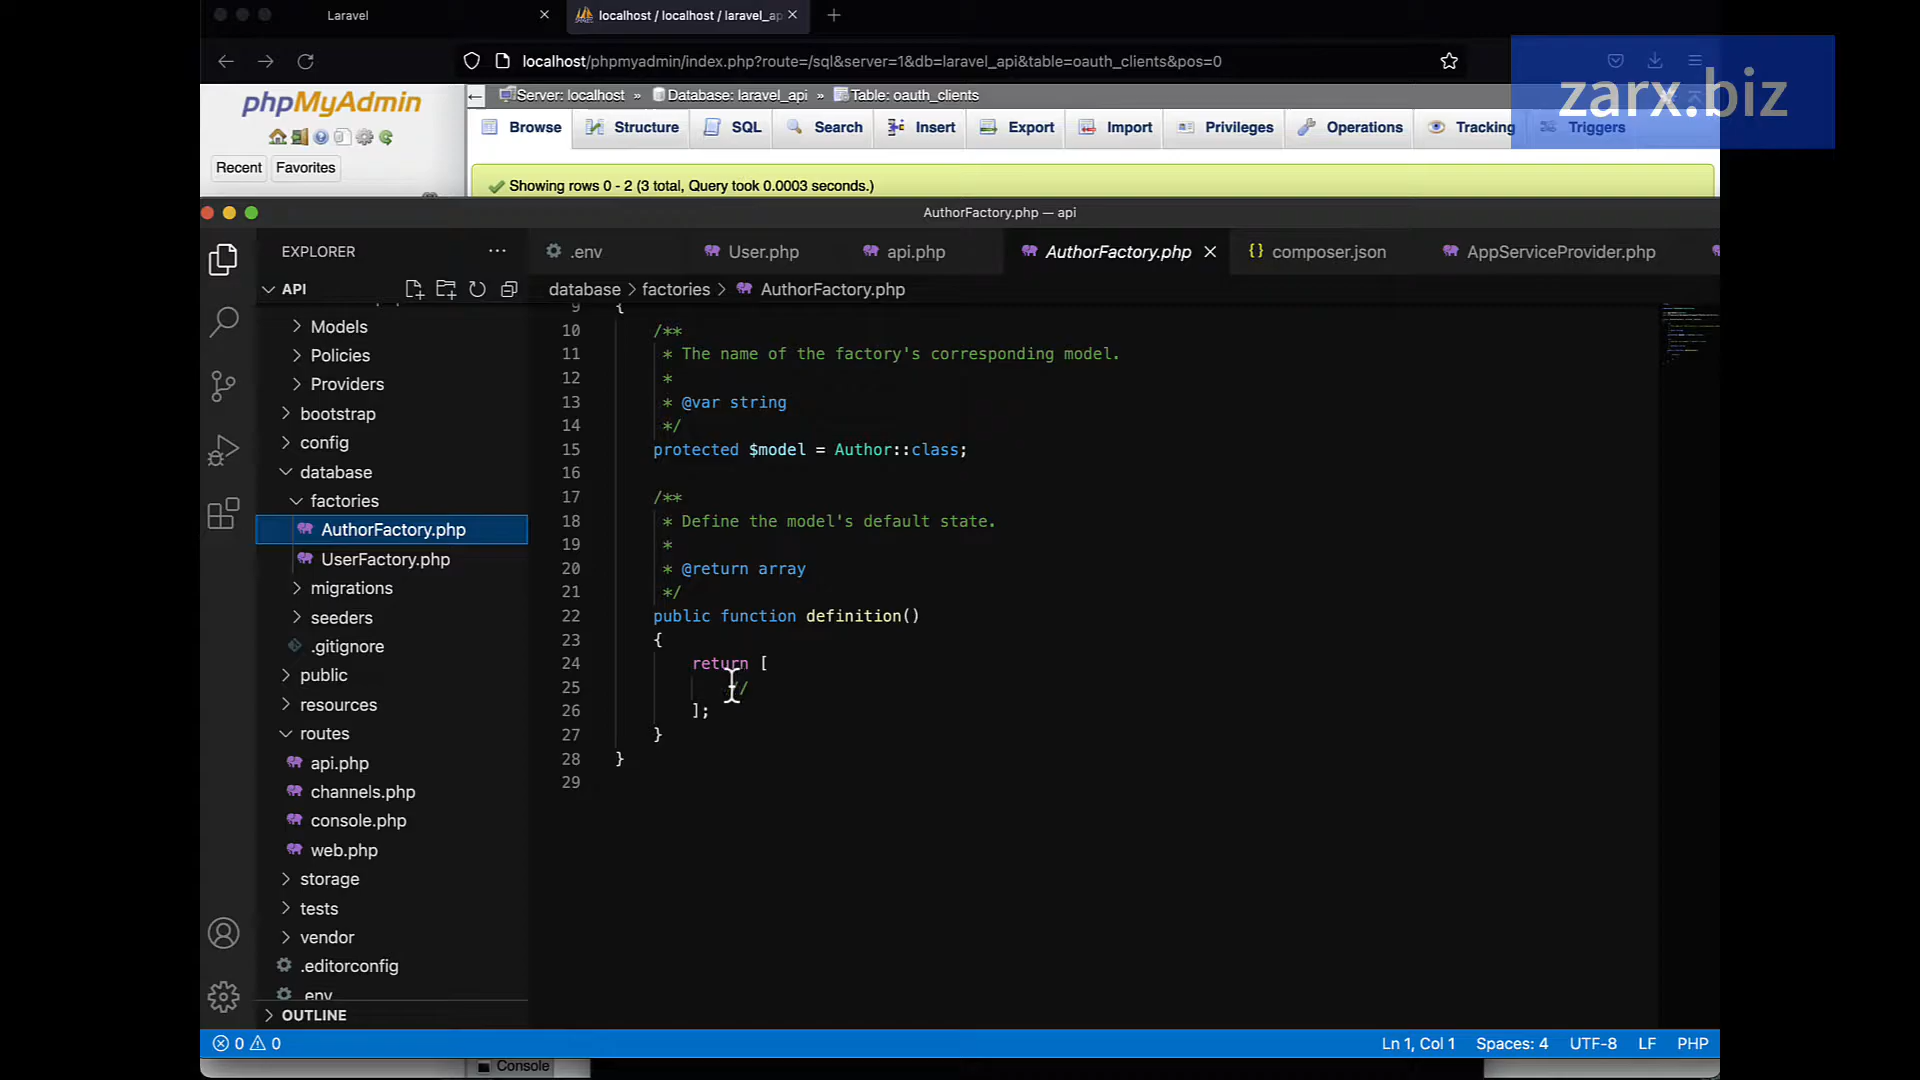 Laravel
localhost / localhost / laravel_ap
localhost/phpmyadmin/index.php?route=/sql&server=1&db=laravel_api&table=oauth_clients&pos=0
zarx.biz
phpMyAdmin
Server: localhost » Database: laravel_api » Table: oauth_clients
Browse Structure SQL Search Insert Export Import Privileges Operations Tracking Triggers
Recent Favorites
Showing rows 0 - 2 (3 total, Query took 0.0003 seconds.)
AuthorFactory.php — api
EXPLORER
.env User.php api.php AuthorFactory.php composer.json AppServiceProvider.php
API
database > factories > AuthorFactory.php
Models
Policies
Providers
bootstrap
config
database
factories
AuthorFactory.php
UserFactory.php
migrations
seeders
.gitignore
public
resources
routes
api.php
channels.php
console.php
web.php
storage
tests
vendor
.editorconfig
.env
OUTLINE
9 {
10 /**
11 * The name of the factory's corresponding model.
12 *
13 * @var string
14 */
15 protected $model = Author::class;
16
17 /**
18 * Define the model's default state.
19 *
20 * @return array
21 */
22 public function definition()
23 {
24 return [
25 //
26 ];
27 }
28 }
29
0 0 Ln 1, Col 1 Spaces: 4 UTF-8 LF PHP
Console